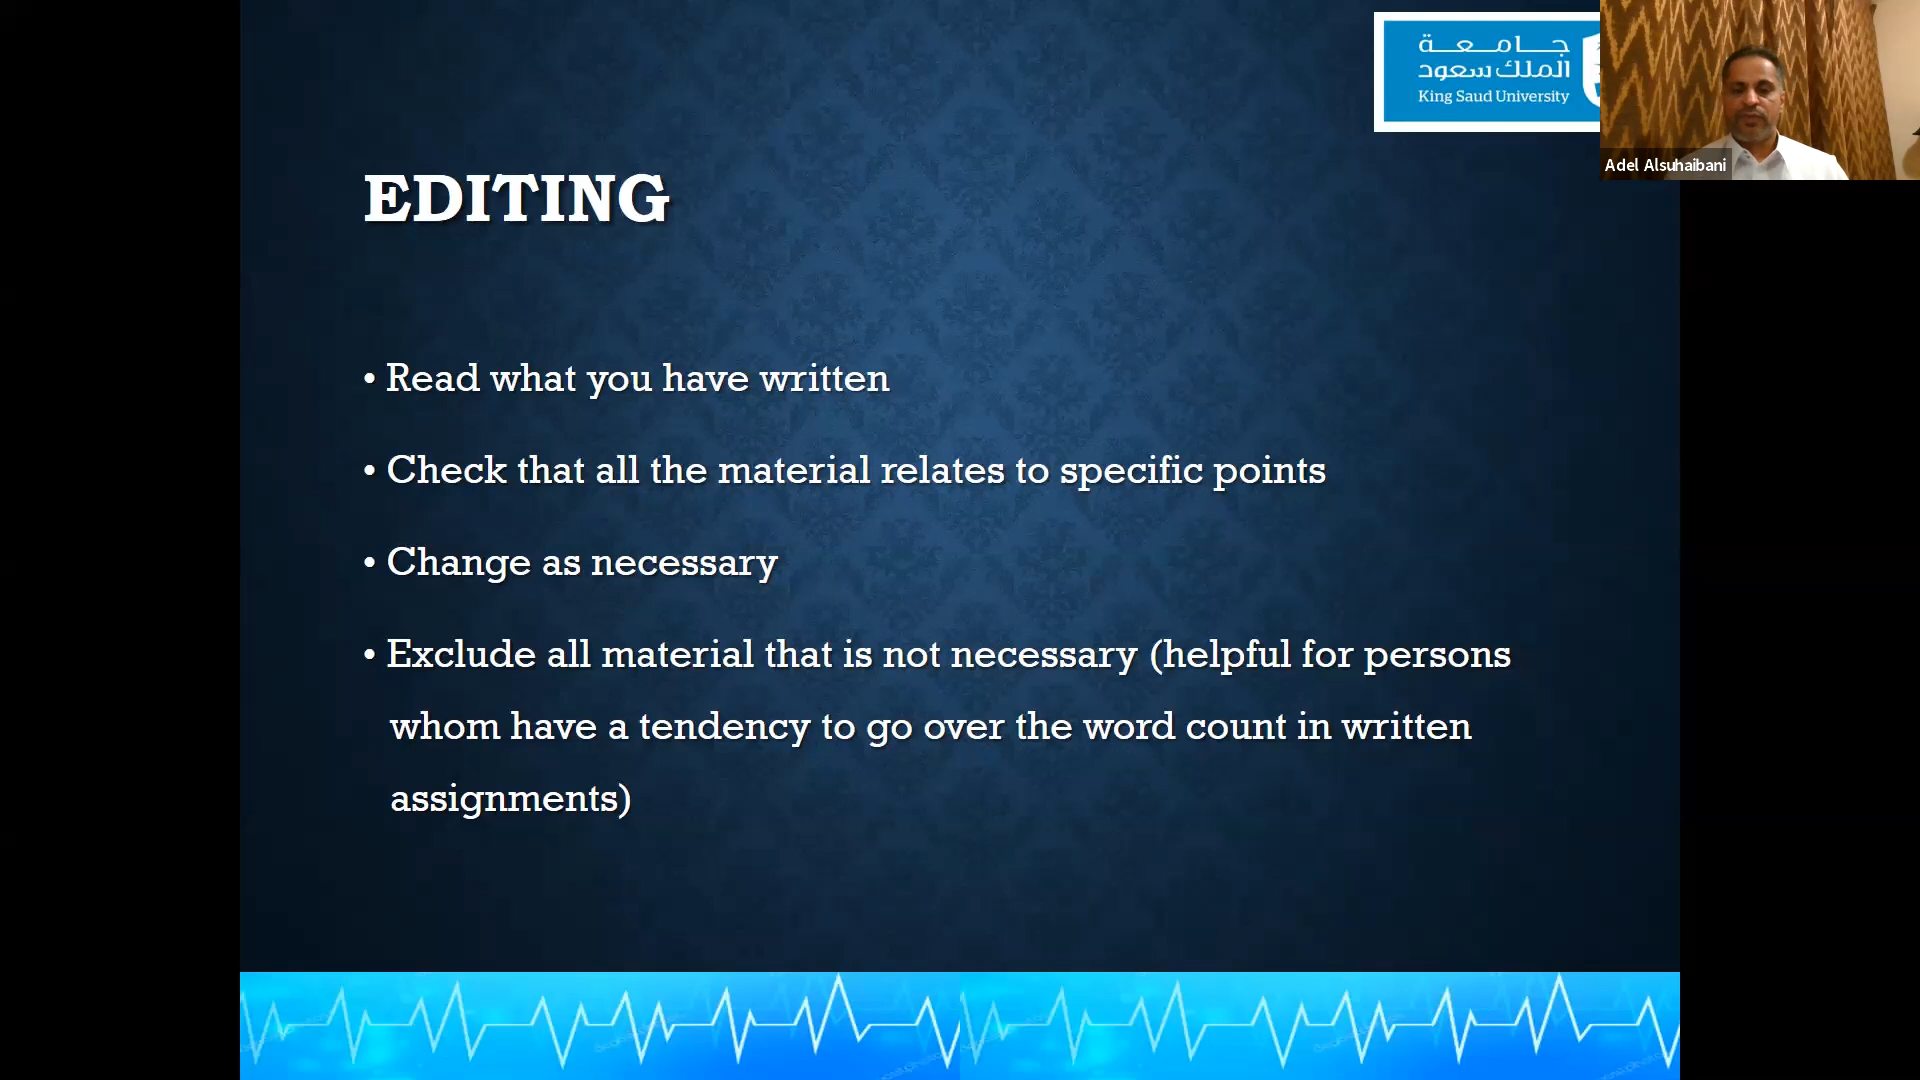 جامعة
الملك سعود
King Saud University
Adel Alsuhaibani
EDITING
• Read what you have written
• Check that all the material relates to specific points
• Change as necessary
• Exclude all material that is not necessary (helpful for persons
whom have a tendency to go over the word count in written
assignments)